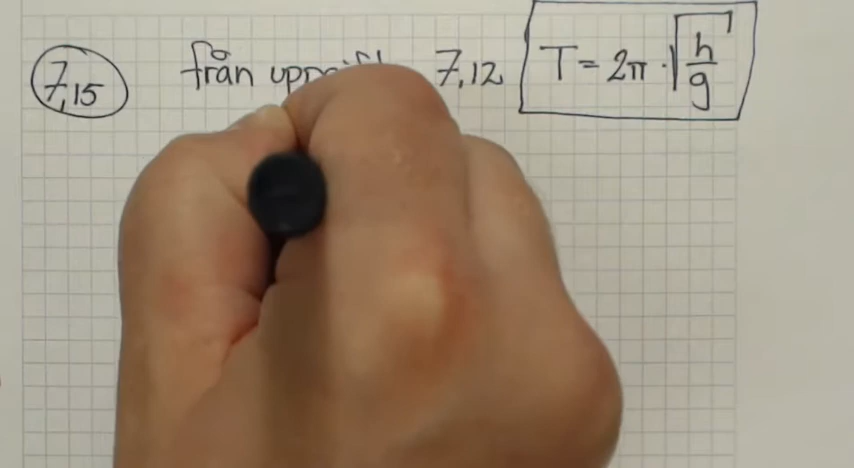 7,15 från 7,12 T = 2π · √h/g